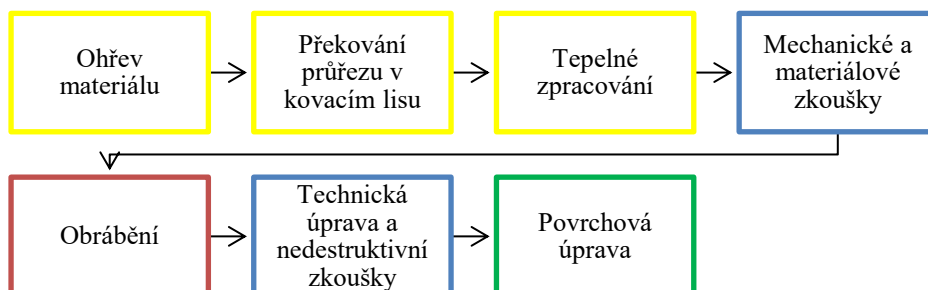 Ohřev
materiálu
Překování
průřezu v
kovacím lisu
Tepelné
zpracování
Mechanické a
materiálové
zkoušky
Obrábění
Technická
úprava a
nedestruktivní
zkoušky
Povrchová
úprava